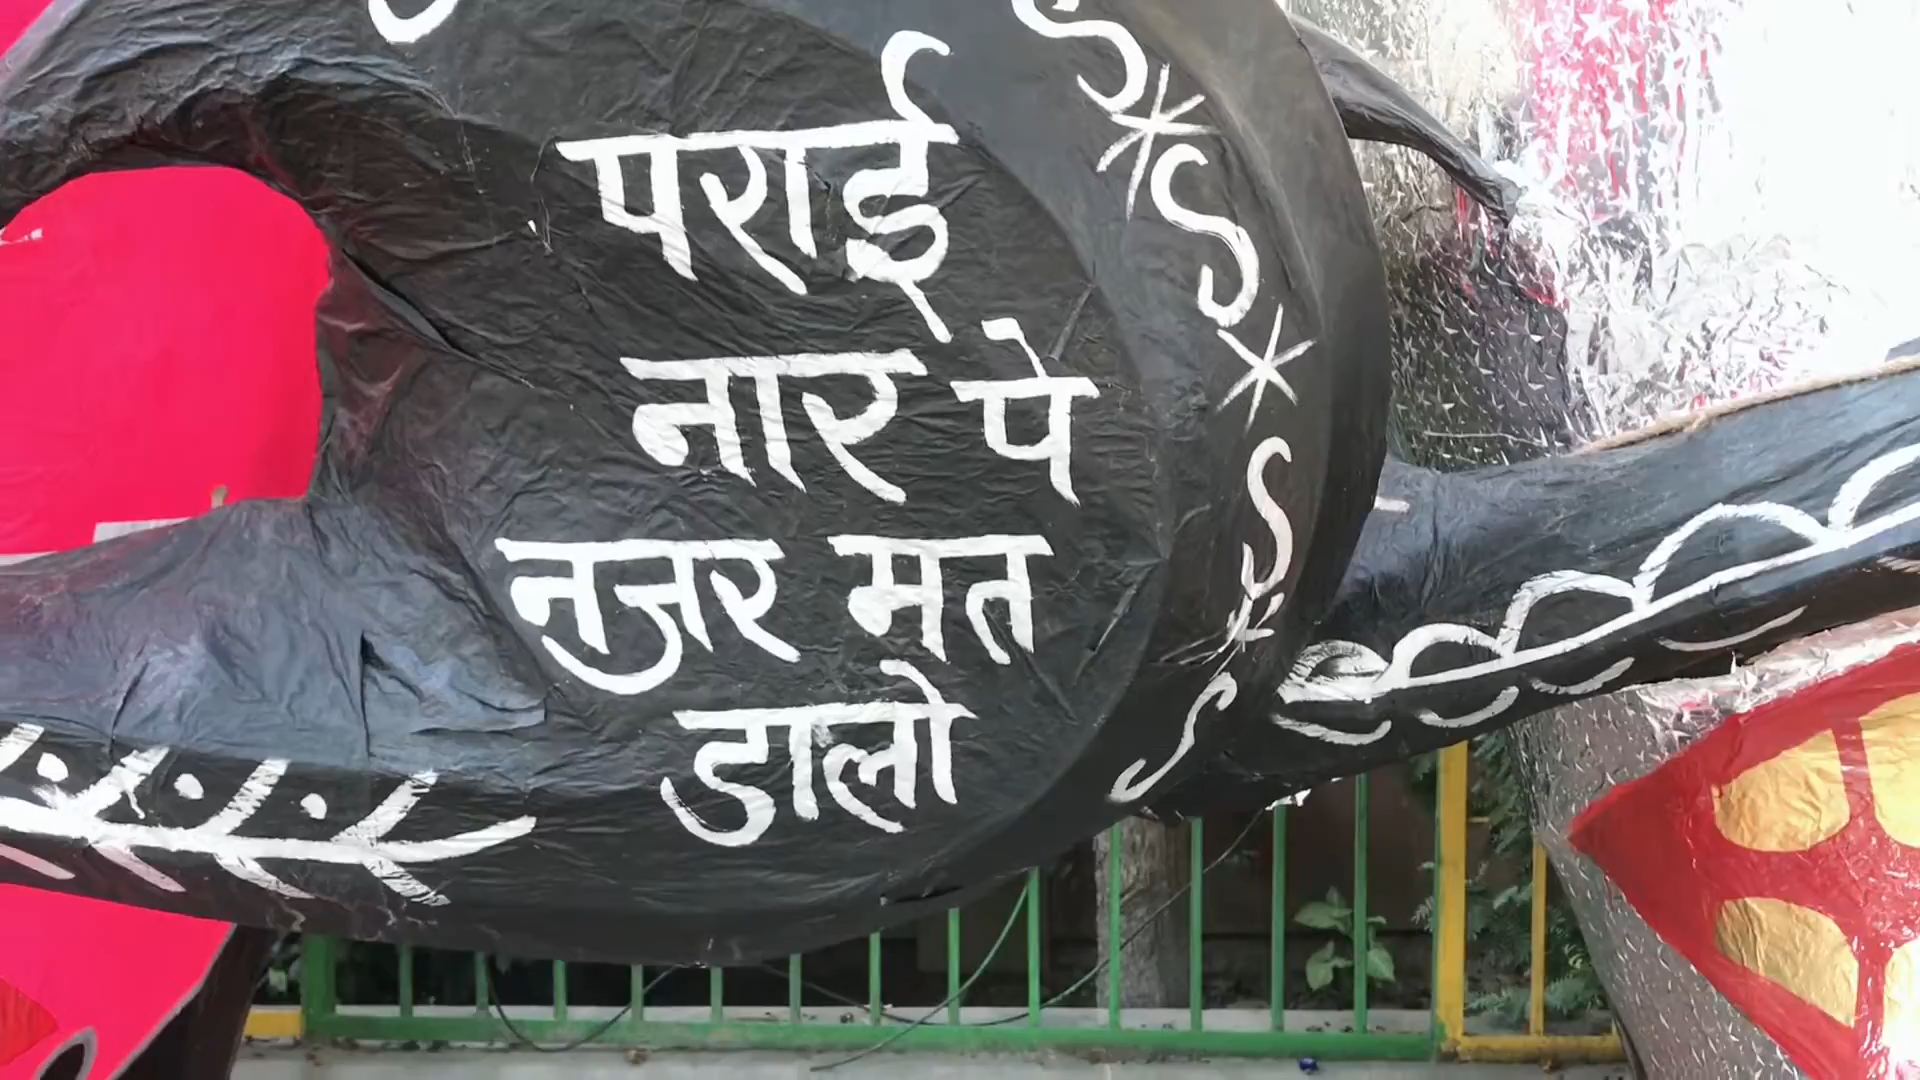 पराई
नार पे
नजर मत
डालो